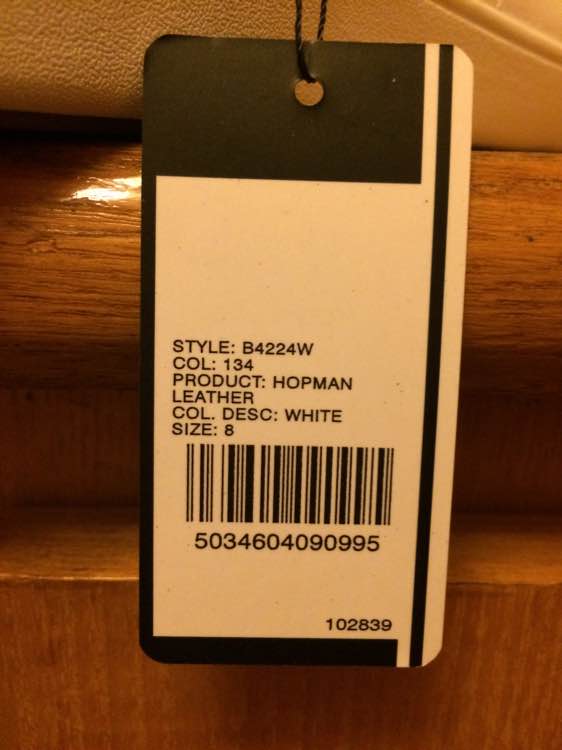 STYLE: B4224W
COL: 134
PRODUCT: HOPMAN
LEATHER
COL. DESC: WHITE
SIZE: 8
5034604090995
102839